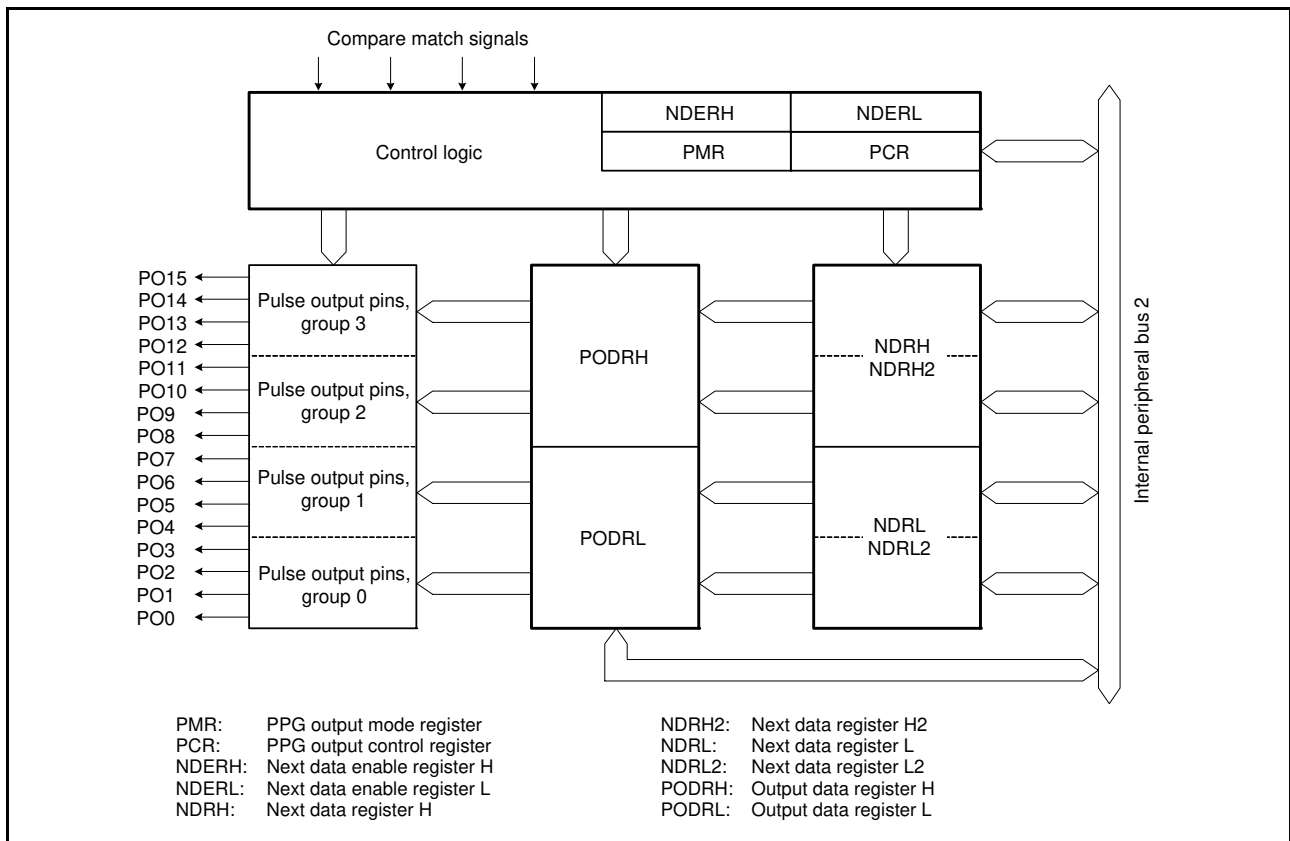 Compare match signals
Control logic
NDERH
NDERL
PMR
PCR
PO15
PO14
PO13
PO12
PO11
PO10
PO9
PO8
PO7
PO6
PO5
PO4
PO3
PO2
PO1
PO0
Pulse output pins,
group 3
Pulse output pins,
group 2
Pulse output pins,
group 1
Pulse output pins,
group 0
PODRH
PODRL
NDRH
NDRH2
NDRL
NDRL2
Internal peripheral bus 2
PMR: PPG output mode register
PCR: PPG output control register
NDERH: Next data enable register H
NDERL: Next data enable register L
NDRH: Next data register H
NDRH2: Next data register H2
NDRL: Next data register L
NDRL2: Next data register L2
PODRH: Output data register H
PODRL: Output data register L